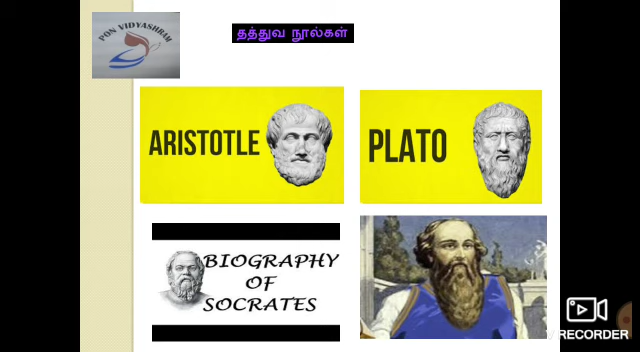 PON VIDYASHRAM
தத்துவ நூல்கள்
ARISTOTLE
PLATO
BIOGRAPHY
OF
SOCRATES
RECORDER